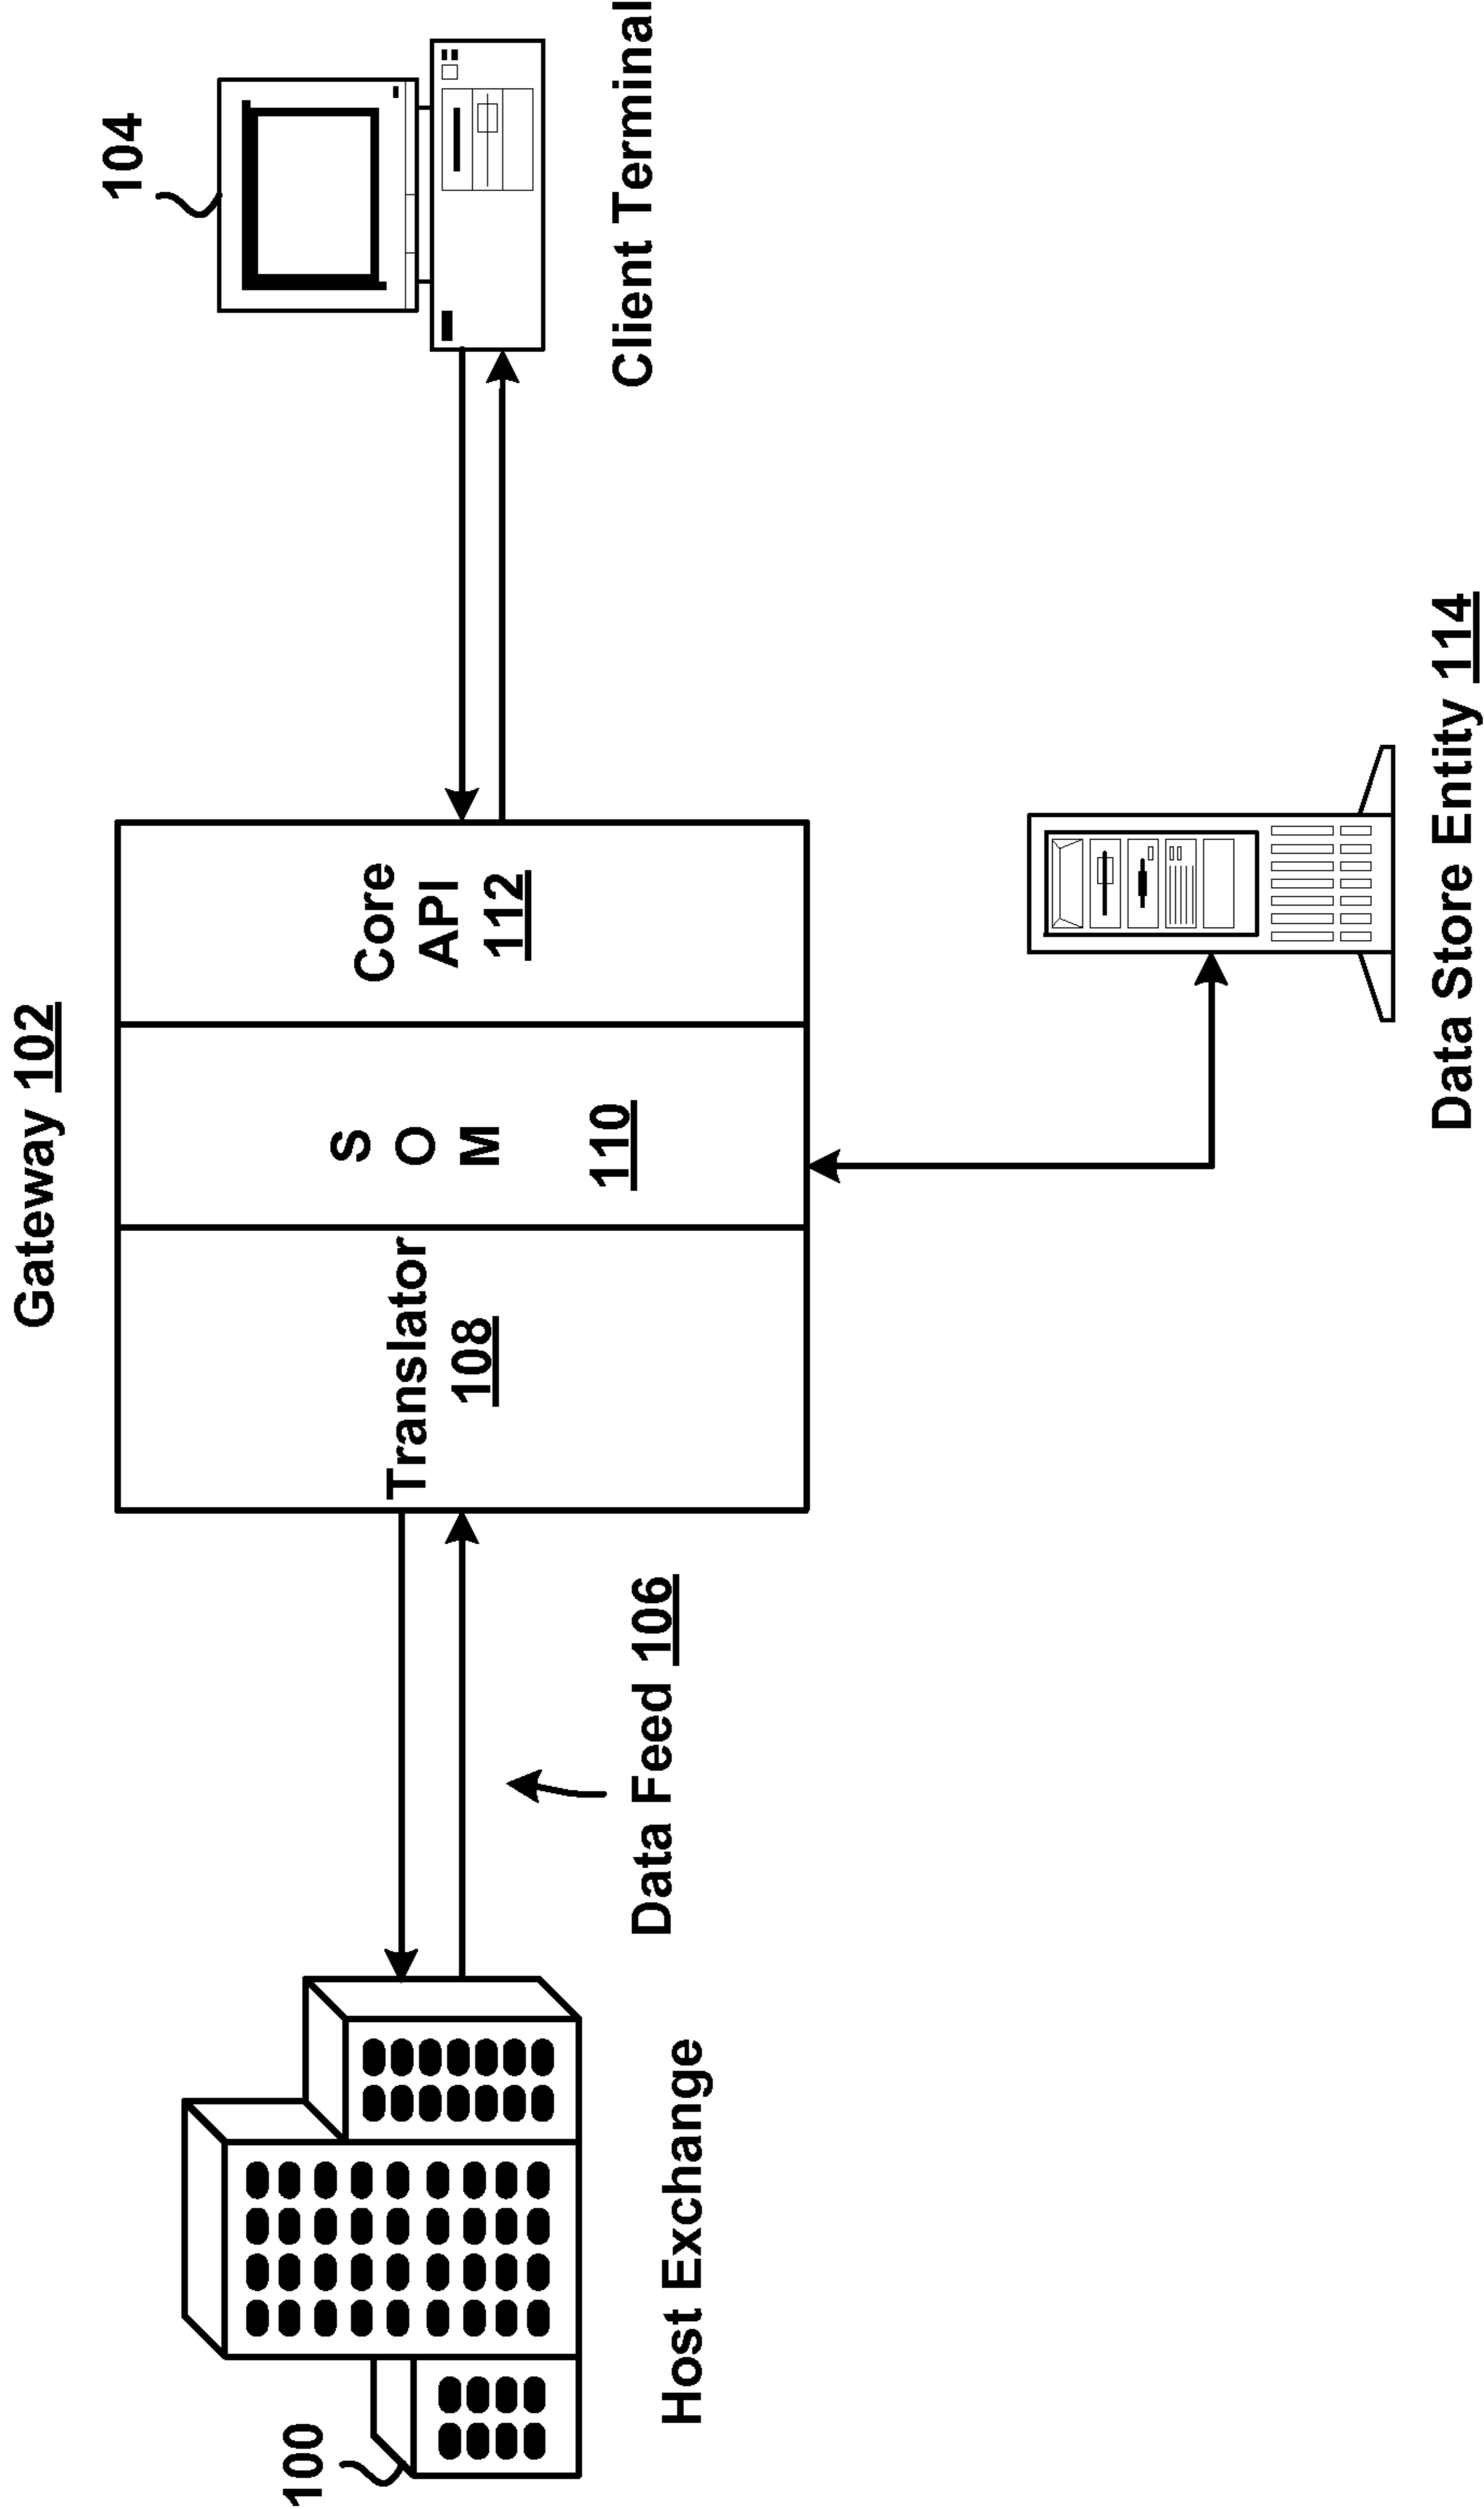 Gateway 102
104
Translator
108
S
O
M
110
Core
API
112
100
Data Feed 106
Client Terminal
Host Exchange
Data Store Entity 114